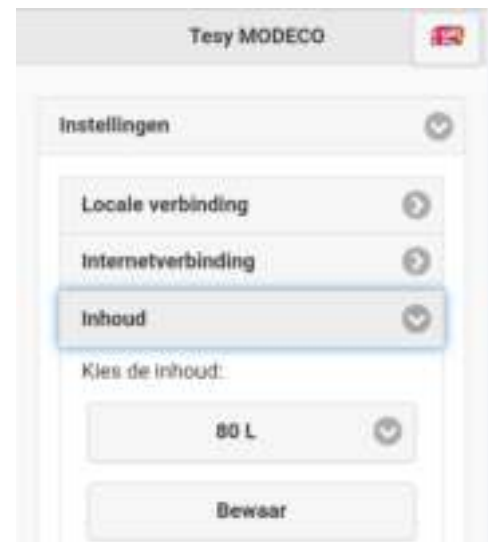 Tesy MODECO
Instellingen
Locale verbinding
Internetverbinding
Inhoud
Kies de inhoud:
80 L
Bewaar